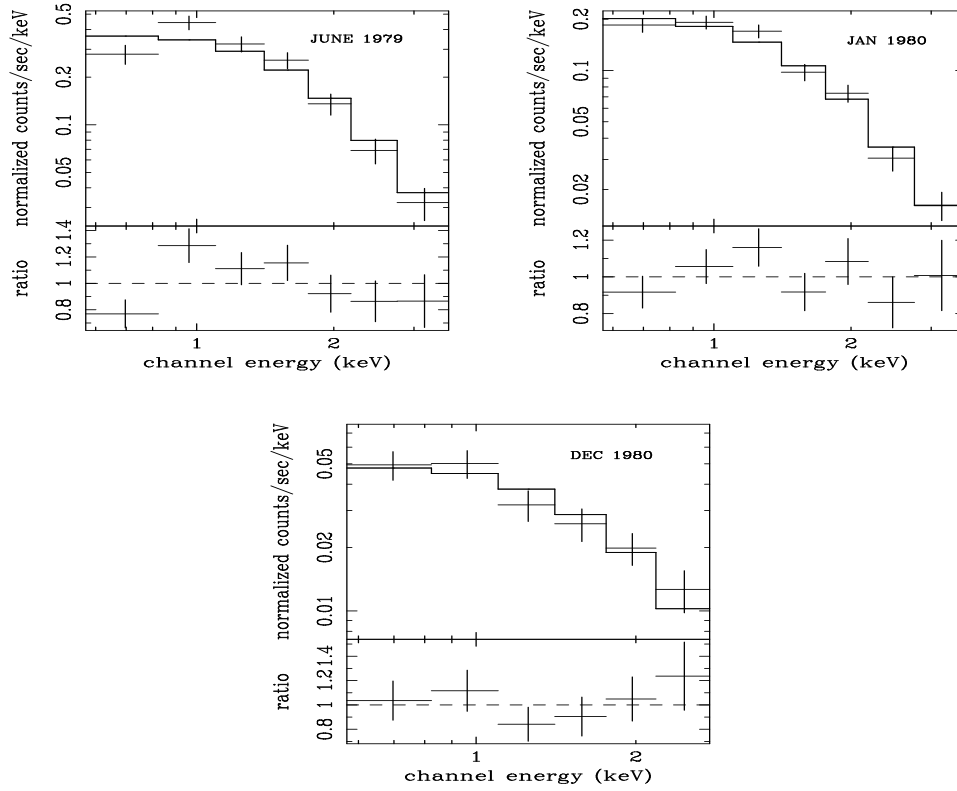 JUNE 1979
normalized counts/sec/keV
0.5
0.2
0.1
0.05
ratio
1.4
1.2
1
0.8
1 2
channel energy (keV)
JAN 1980
normalized counts/sec/keV
0.2
0.1
0.05
0.02
ratio
1.2
1
0.8
1 2
channel energy (keV)
DEC 1980
normalized counts/sec/keV
0.05
0.02
0.01
ratio
1.4
1.2
1
0.8
1 2
channel energy (keV)